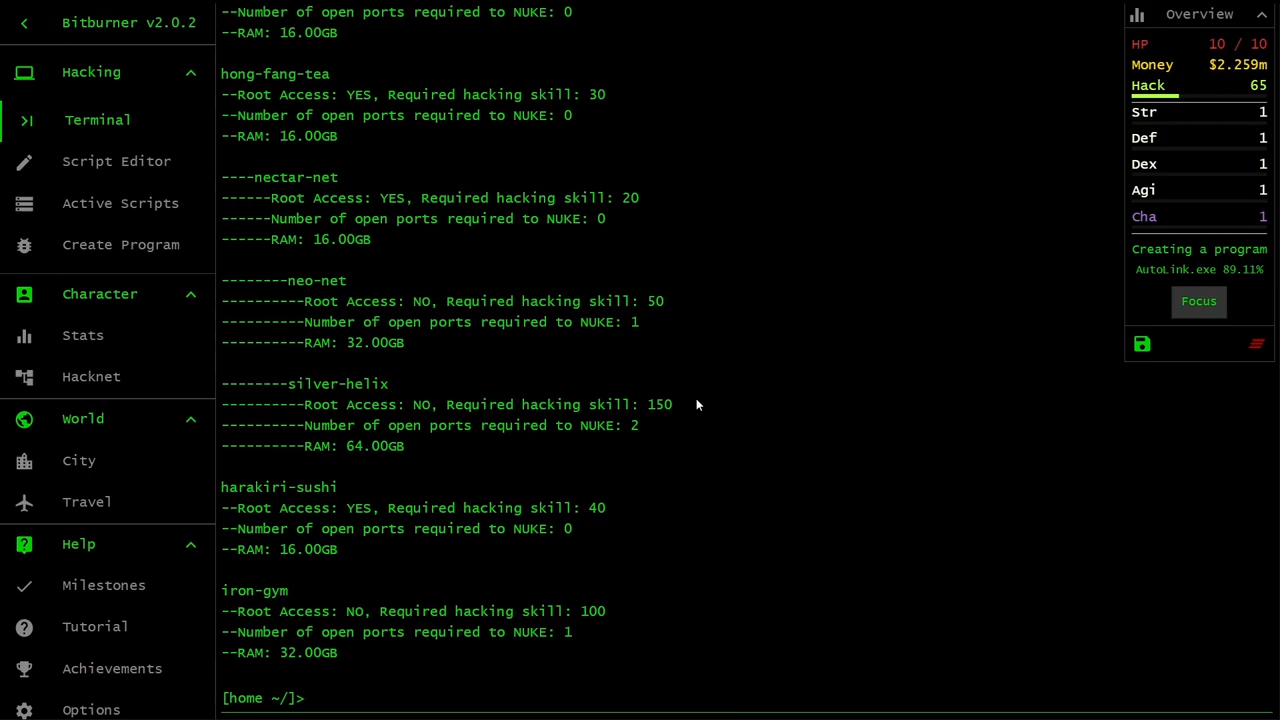 Bitburner v2.0.2
Hacking
Terminal
Script Editor
Active Scripts
Create Program
Character
Stats
Hacknet
World
City
Travel
Help
Milestones
Tutorial
Achievements
Options
--Number of open ports required to NUKE: 0
--RAM: 16.00GB
hong-fang-tea
--Root Access: YES, Required hacking skill: 30
--Number of open ports required to NUKE: 0
--RAM: 16.00GB
----nectar-net
------Root Access: YES, Required hacking skill: 20
------Number of open ports required to NUKE: 0
------RAM: 16.00GB
--------neo-net
----------Root Access: NO, Required hacking skill: 50
----------Number of open ports required to NUKE: 1
----------RAM: 32.00GB
--------silver-helix
----------Root Access: NO, Required hacking skill: 150
----------Number of open ports required to NUKE: 2
----------RAM: 64.00GB
harakiri-sushi
--Root Access: YES, Required hacking skill: 40
--Number of open ports required to NUKE: 0
--RAM: 16.00GB
iron-gym
--Root Access: NO, Required hacking skill: 100
--Number of open ports required to NUKE: 1
--RAM: 32.00GB
[home ~/]>
Overview
HP 10 / 10
Money $2.259m
Hack 65
Str 1
Def 1
Dex 1
Agi 1
Cha 1
Creating a program
AutoLink.exe 89.11%
Focus